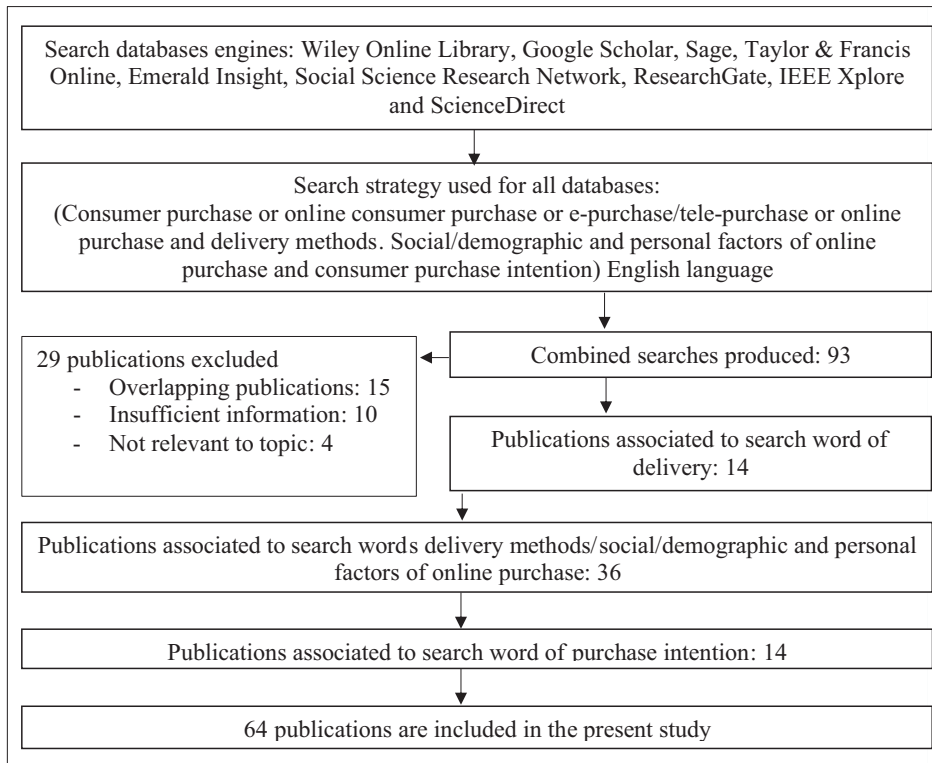 Search databases engines: Wiley Online Library, Google Scholar, Sage, Taylor & Francis
Online, Emerald Insight, Social Science Research Network, ResearchGate, IEEE Xplore
and ScienceDirect
Search strategy used for all databases:
(Consumer purchase or online consumer purchase or e-purchase/tele-purchase or online
purchase and delivery methods. Social/demographic and personal factors of online
purchase and consumer purchase intention) English language
Combined searches produced: 93
29 publications excluded
- Overlapping publications: 15
- Insufficient information: 10
- Not relevant to topic: 4
Publications associated to search word of
delivery: 14
Publications associated to search words delivery methods/social/demographic and personal
factors of online purchase: 36
Publications associated to search word of purchase intention: 14
64 publications are included in the present study